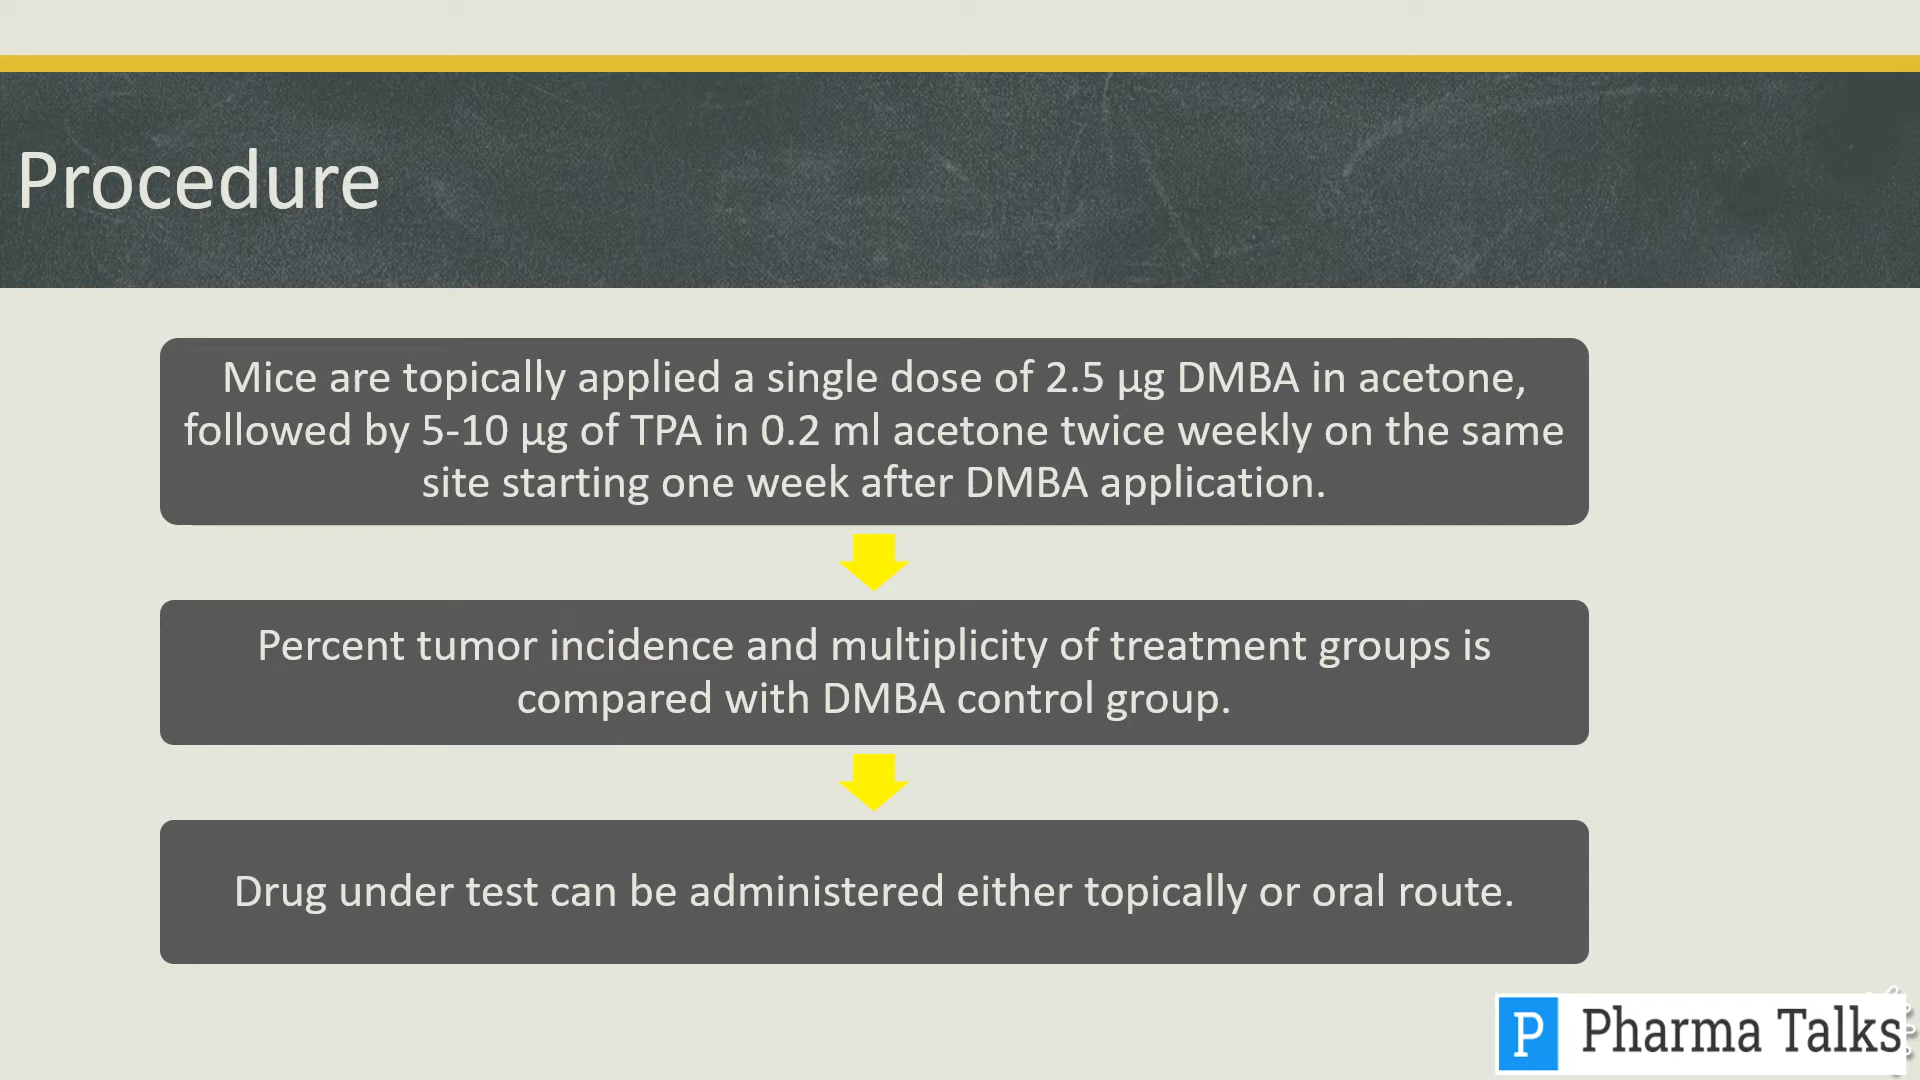 Procedure
Mice are topically applied a single dose of 2.5 µg DMBA in acetone,
followed by 5-10 µg of TPA in 0.2 ml acetone twice weekly on the same
site starting one week after DMBA application.
Percent tumor incidence and multiplicity of treatment groups is
compared with DMBA control group.
Drug under test can be administered either topically or oral route.
P Pharma Talks